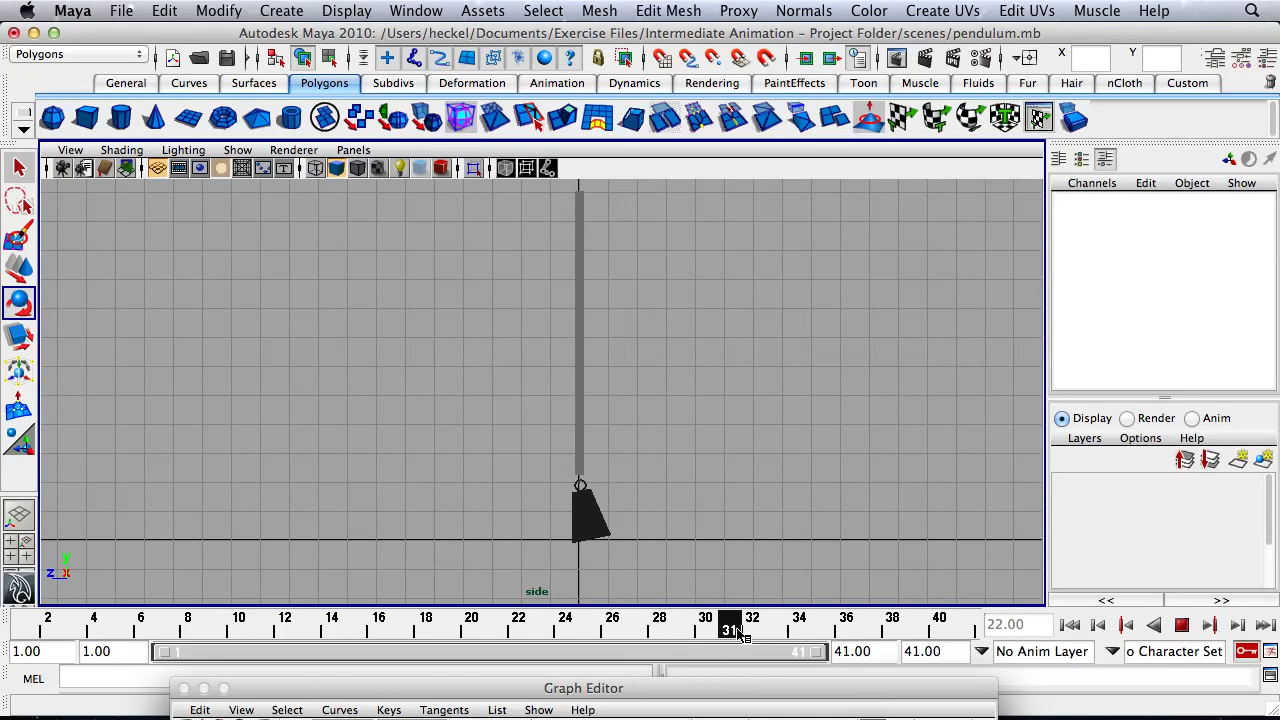 Maya File Edit Modify Create Display Window Assets Select Mesh Edit Mesh Proxy Normals Color Create UVs Edit UVs Muscle Help
Autodesk Maya 2010: /Users/heckel/Documents/Exercise Files/Intermediate Animation - Project Folder/scenes/pendulum.mb
Polygons X Y
General Curves Surfaces Polygons Subdivs Deformation Animation Dynamics Rendering PaintEffects Toon Muscle Fluids Fur Hair nCloth Custom
View Shading Lighting Show Renderer Panels
Channels Edit Object Show
Display Render Anim
Layers Options Help
z y x
side
<< >>
2 4 6 8 10 12 14 16 18 20 22 24 26 28 30 32 34 36 38 40
31
22.00
1.00 1.00 1 41 41.00 41.00 No Anim Layer o Character Set
MEL
Graph Editor
Edit View Select Curves Keys Tangents List Show Help